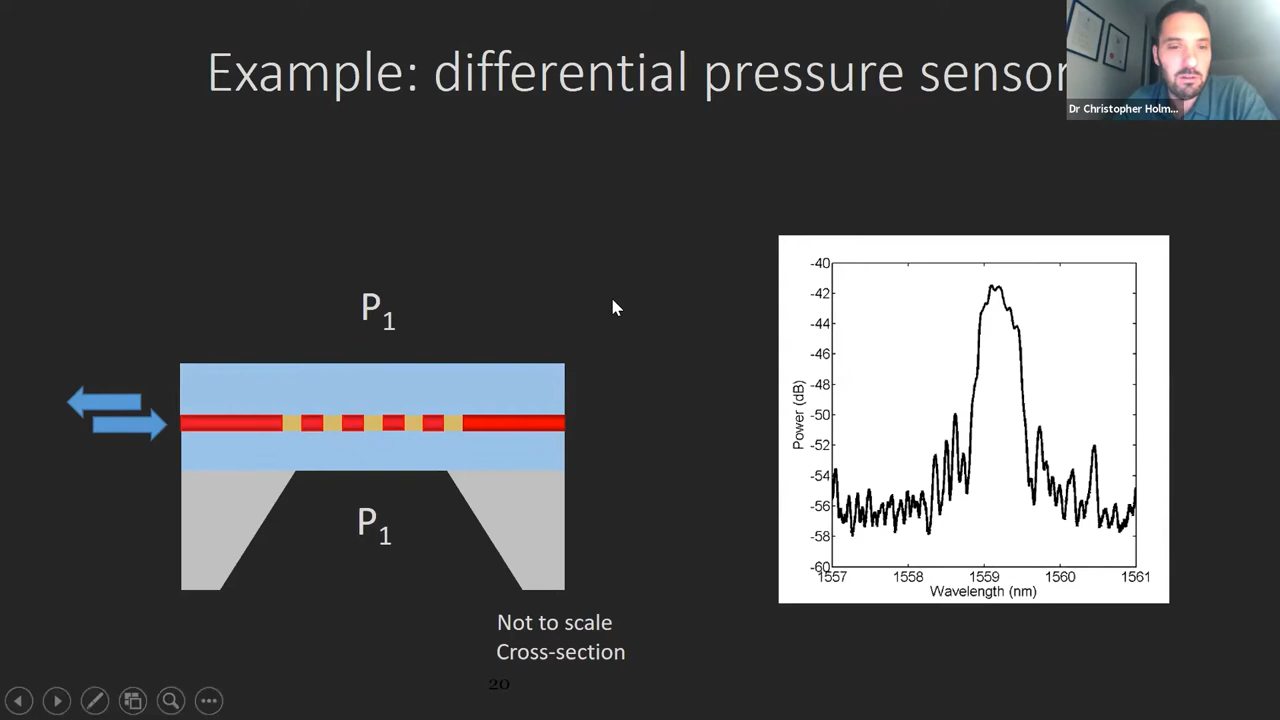 Example: differential pressure sensor
Dr Christopher Holm...
P1
P1
Not to scale
Cross-section
20
-40
-42
-44
-46
-48
-50
-52
-54
-56
-58
-60
Power (dB)
1557 1558 1559 1560 1561
Wavelength (nm)